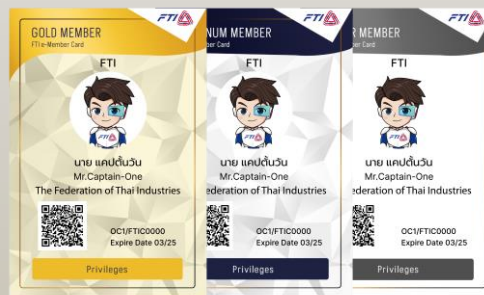 GOLD MEMBER
FTI e-Member Card
FTI
FTI
นาย แคปตั้นวัน
Mr.Captain-One
The Federation of Thai Industries
OC1/FTIC0000
Expire Date 03/25
Privileges
NUM MEMBER
ber Card
FTI
FTI
นาย แคปตั้นวัน
Mr.Captain-One
ederation of Thai Industries
OC1/FTIC0000
Expire Date 03/25
Privileges
R MEMBER
ber Card
FTI
FTI
นาย แคปตั้นวัน
Mr.Captain-One
ederation of Thai Industries
OC1/FTIC0000
Expire Date 03/25
Privileges